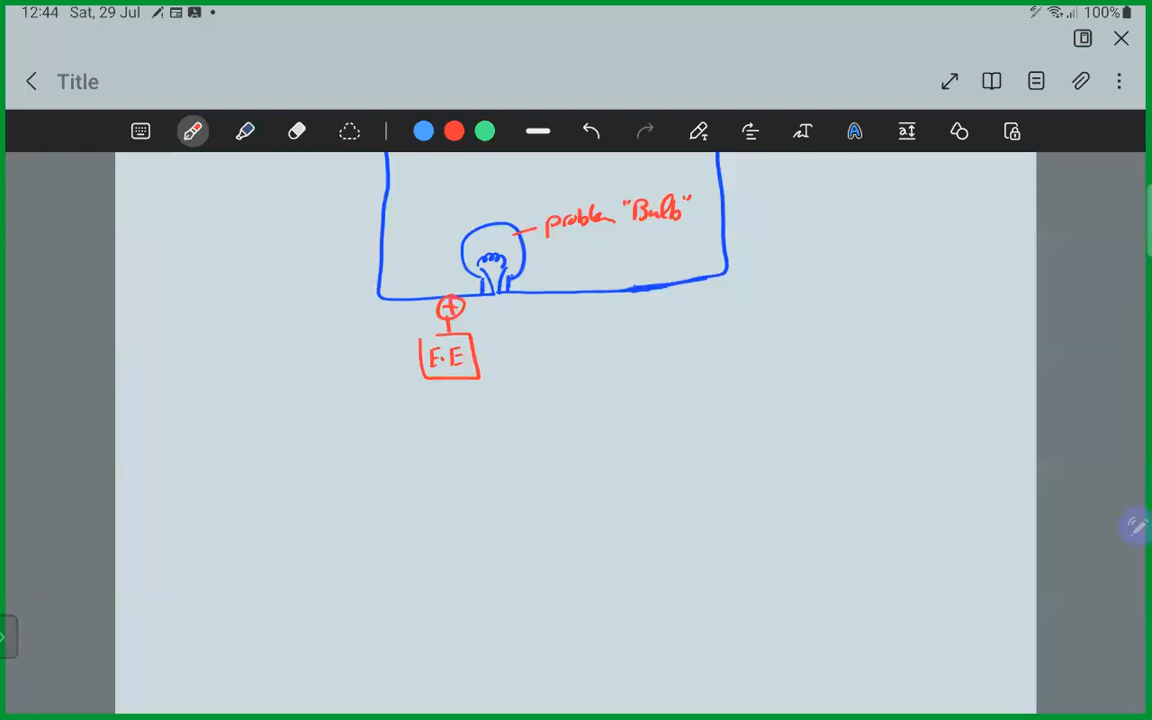 12:44 Sat, 29 Jul
100%
Title
problem "Bulb"
+
E.E